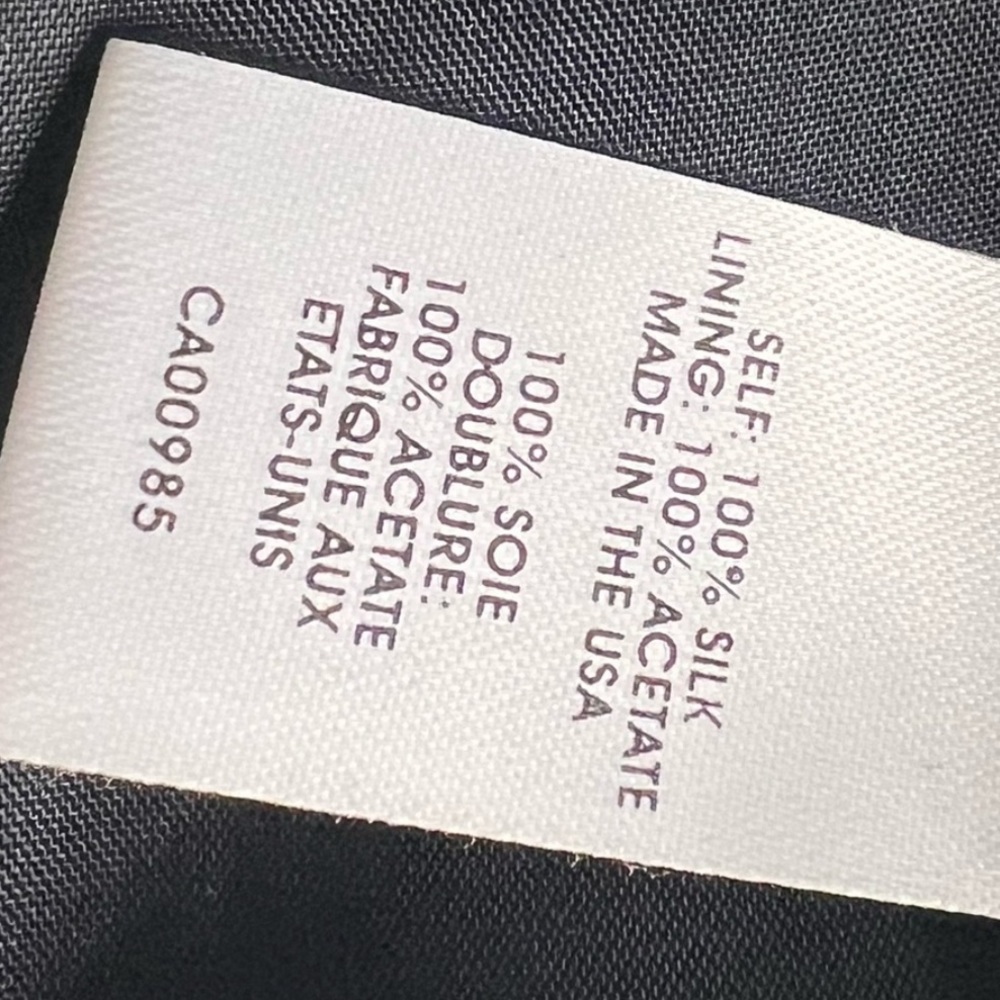 SELF: 100% SILK
LINING: 100% ACETATE
MADE IN THE USA
100% SOIE
DOUBLURE:
100% ACETATE
FABRIQUE AUX
ETATS-UNIS
CA00985